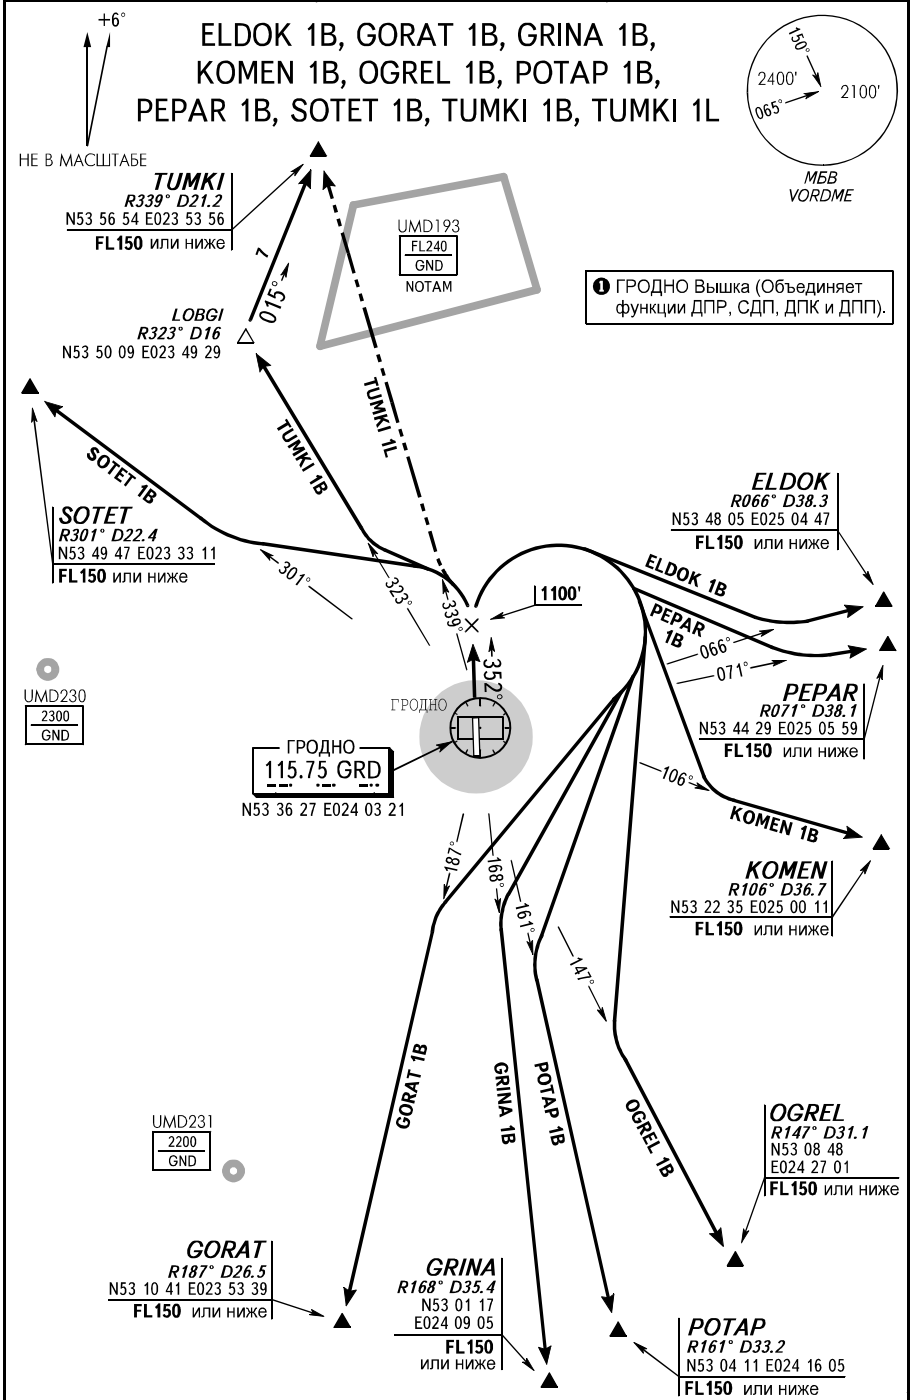 +6°
ELDOK 1B, GORAT 1B, GRINA 1B,
KOMEN 1B, OGREL 1B, POTAP 1B,
PEPAR 1B, SOTET 1B, TUMKI 1B, TUMKI 1L
НЕ В МАСШТАБЕ
150°
2400'
2100'
065°
МБВ
VORDME
TUMKI
R339° D21.2
N53 56 54 E023 53 56
FL150 или ниже
UMD193
FL240
GND
NOTAM
❶ ГРОДНО Вышка (Объединяет
функции ДПР, СДП, ДПК и ДПП).
7
015°
LOBGI
R323° D16
N53 50 09 E023 49 29
TUMKI 1L
TUMKI 1B
SOTET 1B
SOTET
R301° D22.4
N53 49 47 E023 33 11
FL150 или ниже
ELDOK
R066° D38.3
N53 48 05 E025 04 47
FL150 или ниже
301°
323°
339°
1100'
352°
ELDOK 1B
PEPAR
1B
066°
071°
PEPAR
R071° D38.1
N53 44 29 E025 05 59
FL150 или ниже
UMD230
2300
GND
ГРОДНО
ГРОДНО
115.75 GRD
N53 36 27 E024 03 21
106°
KOMEN 1B
KOMEN
R106° D36.7
N53 22 35 E025 00 11
FL150 или ниже
187°
168°
161°
147°
GORAT 1B
GRINA 1B
POTAP 1B
OGREL 1B
UMD231
2200
GND
OGREL
R147° D31.1
N53 08 48
E024 27 01
FL150 или ниже
GORAT
R187° D26.5
N53 10 41 E023 53 39
FL150 или ниже
GRINA
R168° D35.4
N53 01 17
E024 09 05
FL150
или ниже
POTAP
R161° D33.2
N53 04 11 E024 16 05
FL150 или ниже